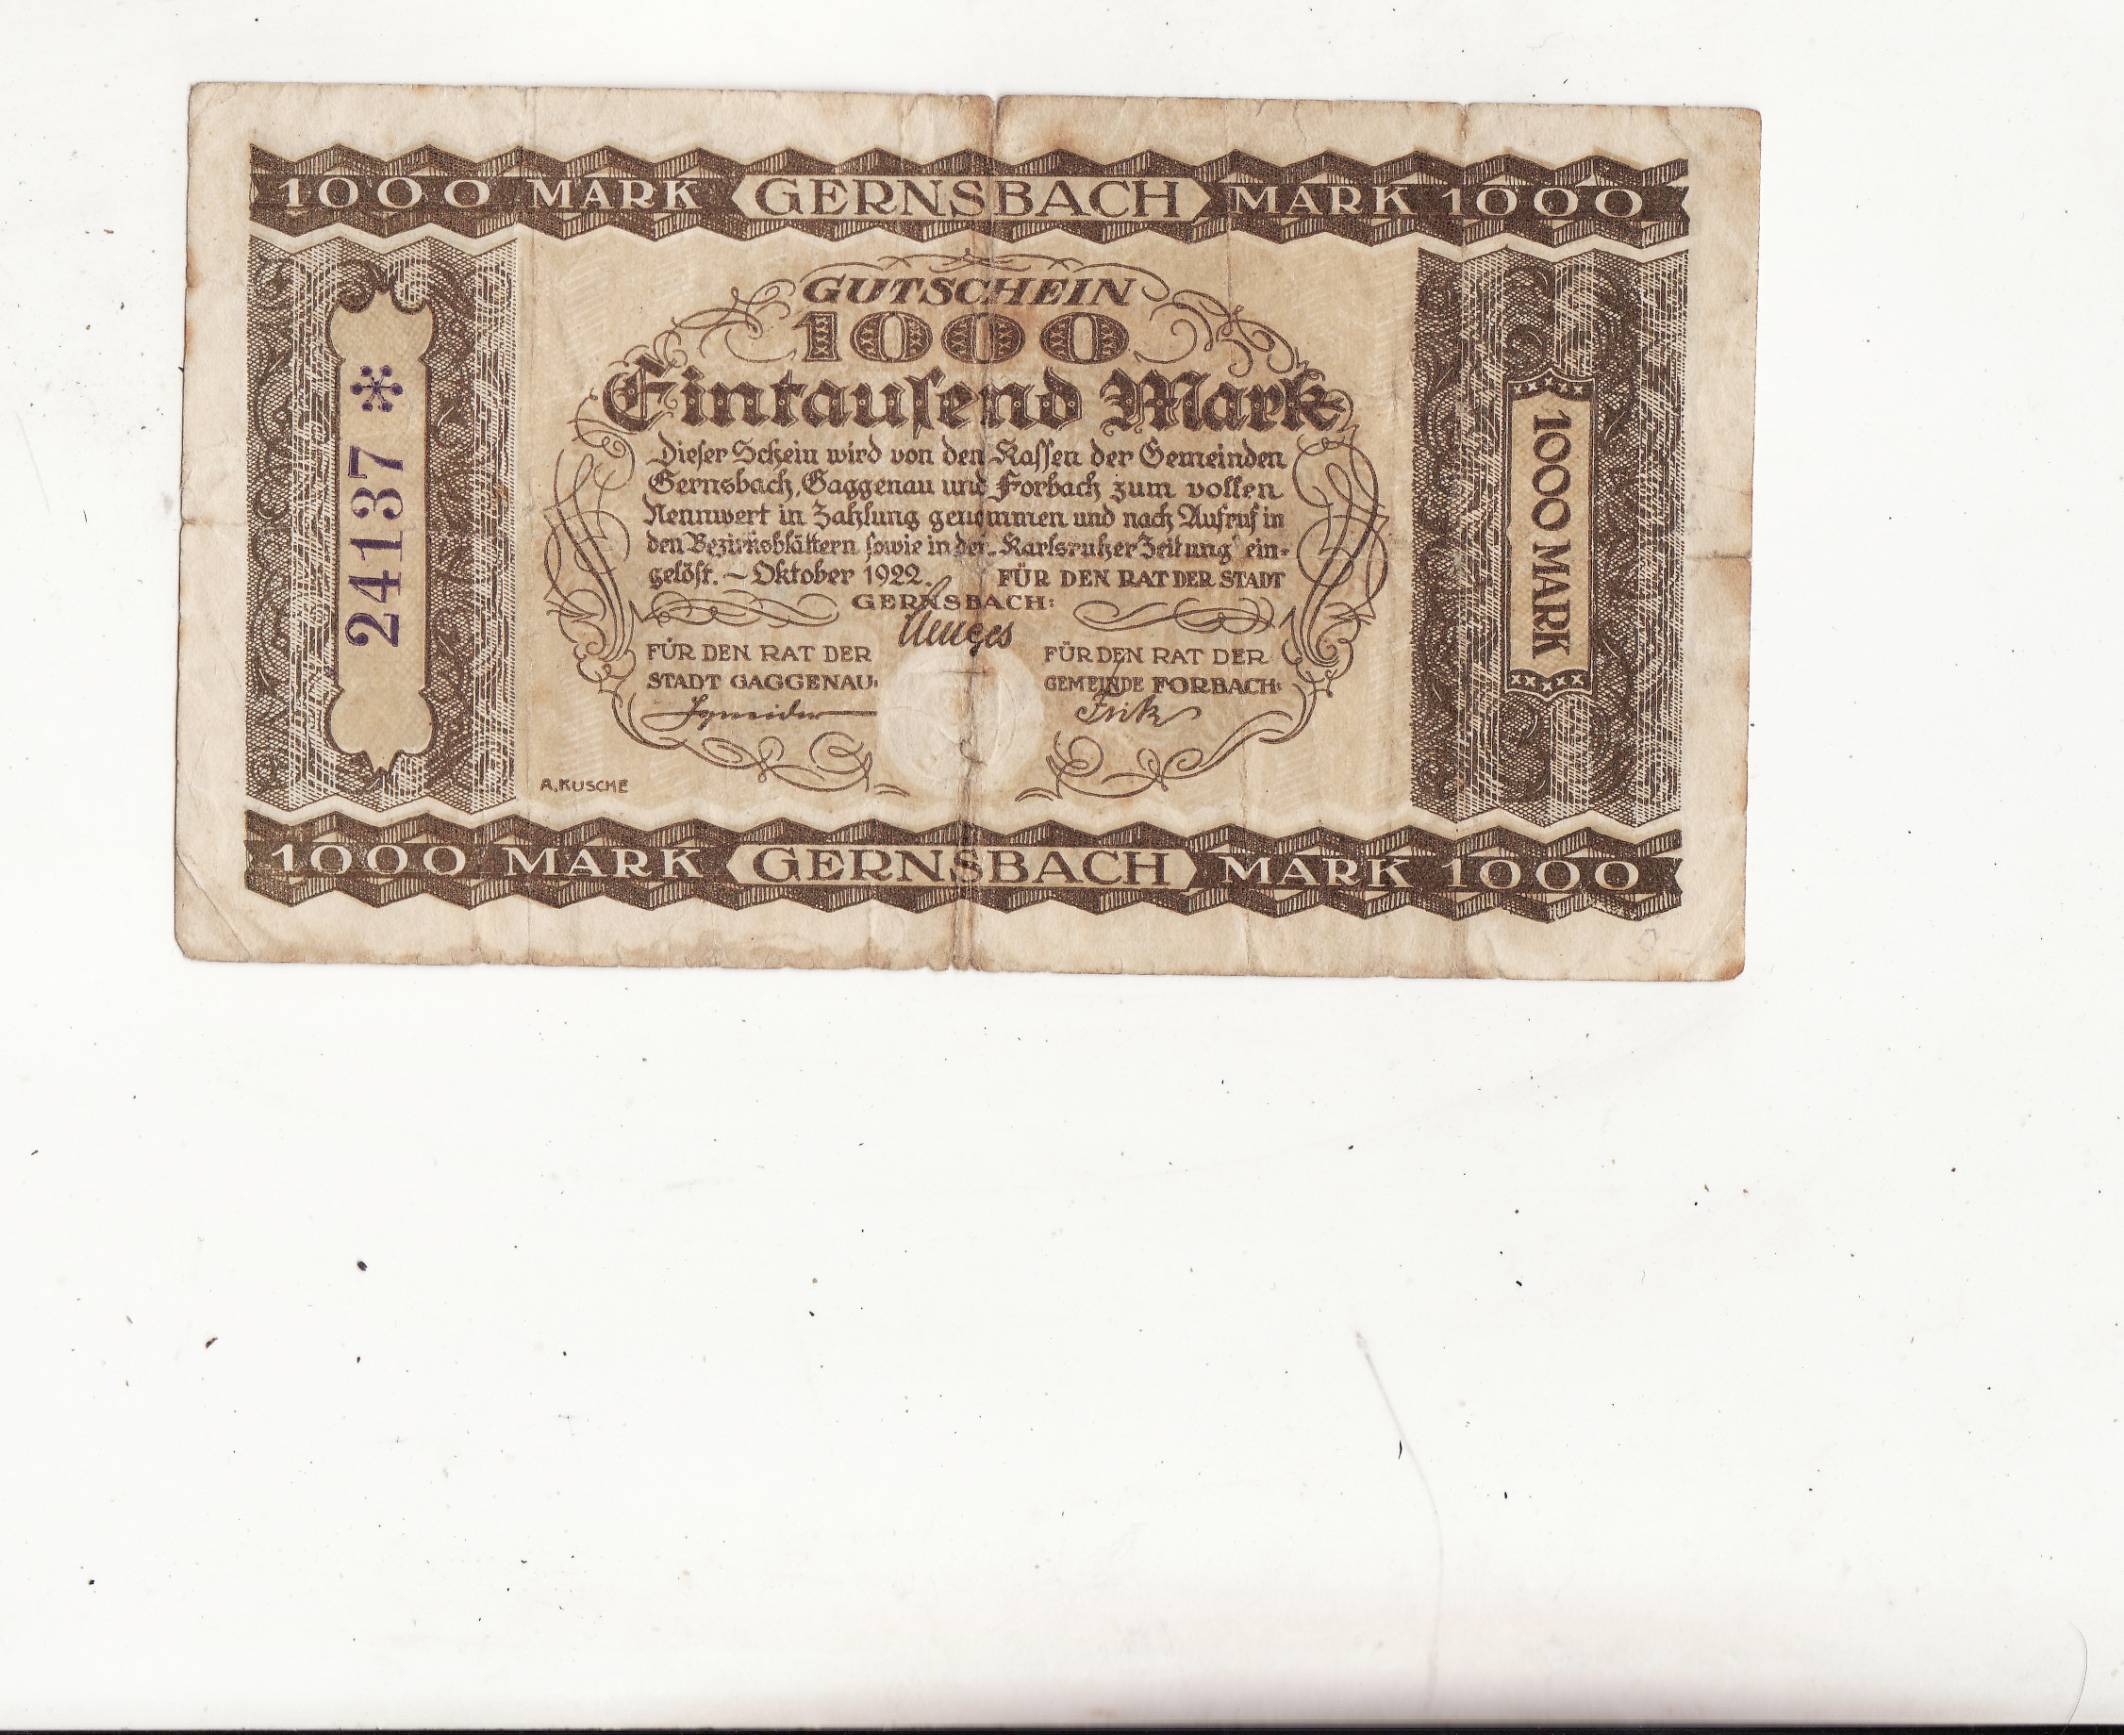 1000 MARK GERNSBACH MARK 1000
GUTSCHEIN
1000
Eintausend Mark
Dieser Schein wird von den Kassen der Gemeinden
Gernsbach, Gaggenau und Forbach zum vollen
Nennwert in Zahlung genommen und nach Aufruf in
den Bezirksblättern sowie in der „Karlsruher Zeitung" ein-
gelöst. – Oktober 1922. FÜR DEN RAT DER STADT
GERNSBACH:
Menges
FÜR DEN RAT DER
STADT GAGGENAU:
Schneider
FÜR DEN RAT DER
GEMEINDE FORBACH:
Frik
A. KUSCHE
24137 *
1000 MARK
1000 MARK GERNSBACH MARK 1000